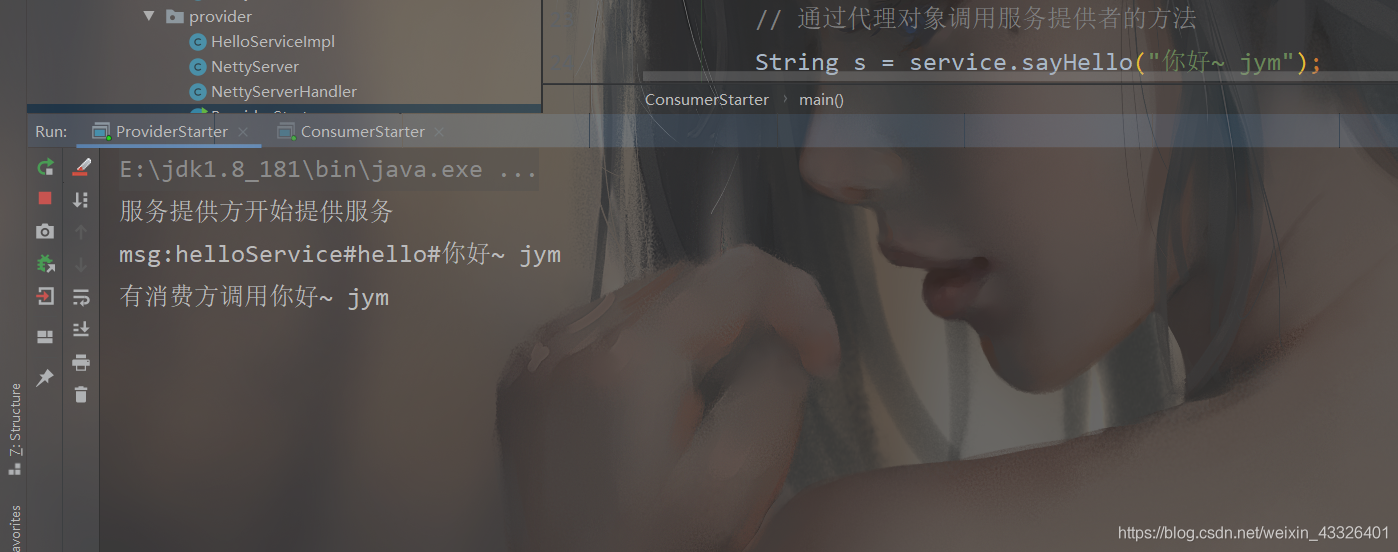 provider
// 通过代理对象调用服务提供者的方法
HelloServiceImpl
String s = service.sayHello("你好~ jym");
NettyServer
NettyServerHandler
ConsumerStarter › main()
Run: ProviderStarter × ConsumerStarter ×
E:\jdk1.8_181\bin\java.exe ...
服务提供方开始提供服务
msg:helloService#hello#你好~ jym
有消费方调用你好~ jym
7: Structure
https://blog.csdn.net/weixin_43326401